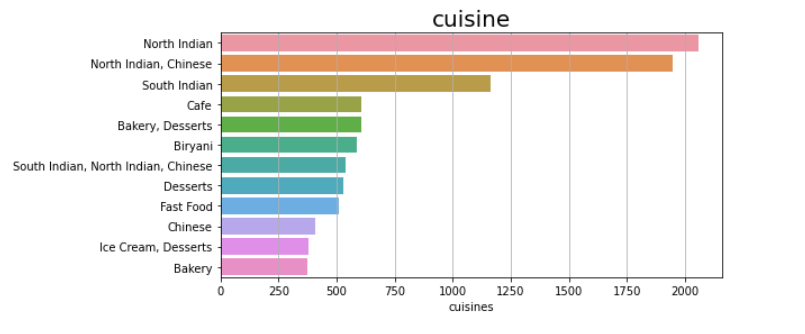 cuisine
North Indian
North Indian, Chinese
South Indian
Cafe
Bakery, Desserts
Biryani
South Indian, North Indian, Chinese
Desserts
Fast Food
Chinese
Ice Cream, Desserts
Bakery
0 250 500 750 1000 1250 1500 1750 2000
cuisines